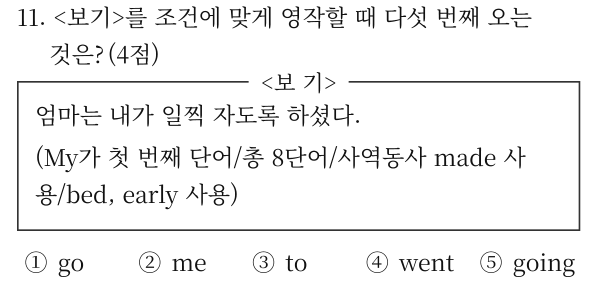 11. <보기>를 조건에 맞게 영작할 때 다섯 번째 오는
것은? (4점)
<보 기>
엄마는 내가 일찍 자도록 하셨다.
(My가 첫 번째 단어/총 8단어/사역동사 made 사
용/bed, early 사용)
① go ② me ③ to ④ went ⑤ going